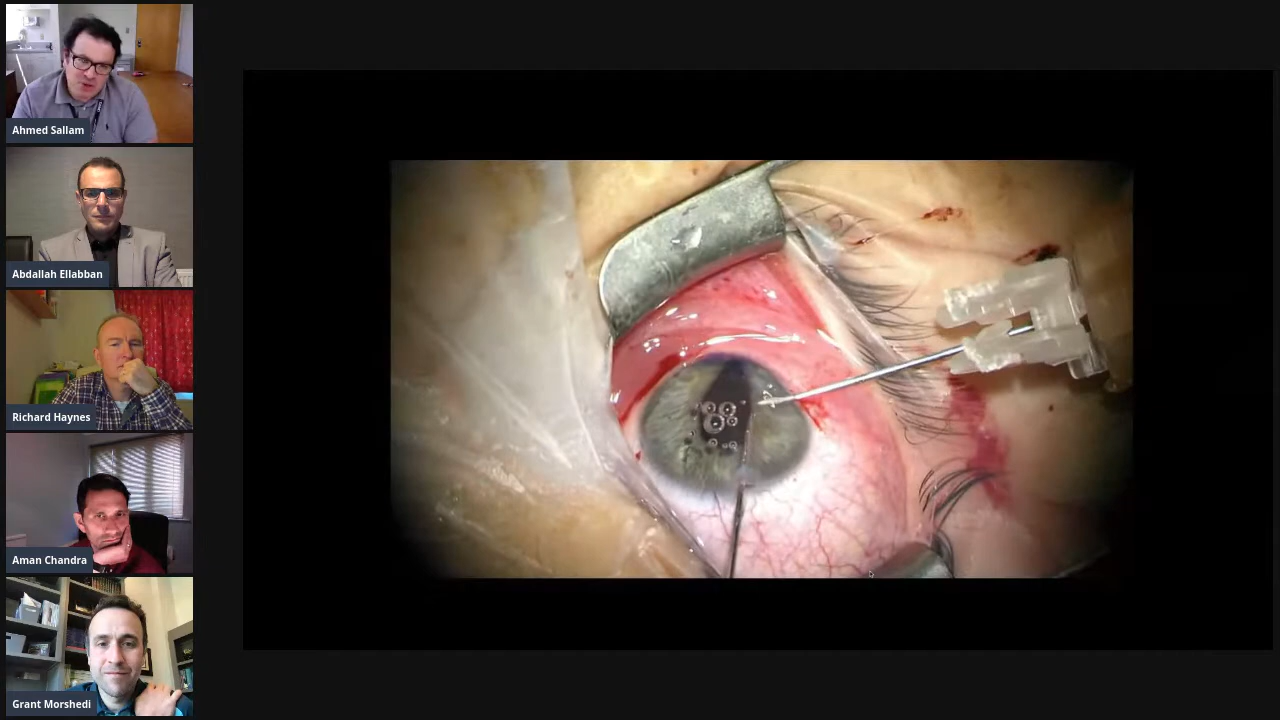 Ahmed Sallam
Abdallah Ellabban
Richard Haynes
Aman Chandra
Grant Morshedi